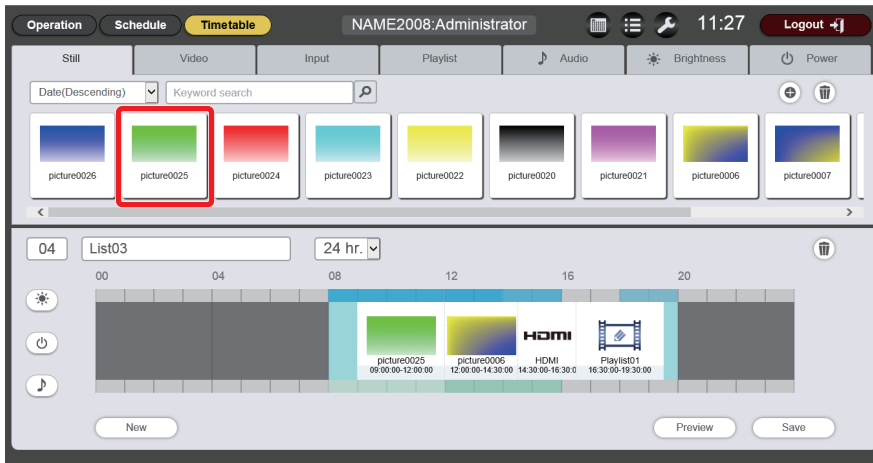 Operation Schedule Timetable NAME2008:Administrator 11:27 Logout
Still Video Input Playlist Audio Brightness Power
Date(Descending) Keyword search
picture0026 picture0025 picture0024 picture0023 picture0022 picture0020 picture0021 picture0006 picture0007
04 List03 24 hr.
00 04 08 12 16 20
HDMI
picture0025 picture0006 HDMI Playlist01
09:00:00-12:00:00 12:00:00-14:30:00 14:30:00-16:30:0 16:30:00-19:30:00
New Preview Save